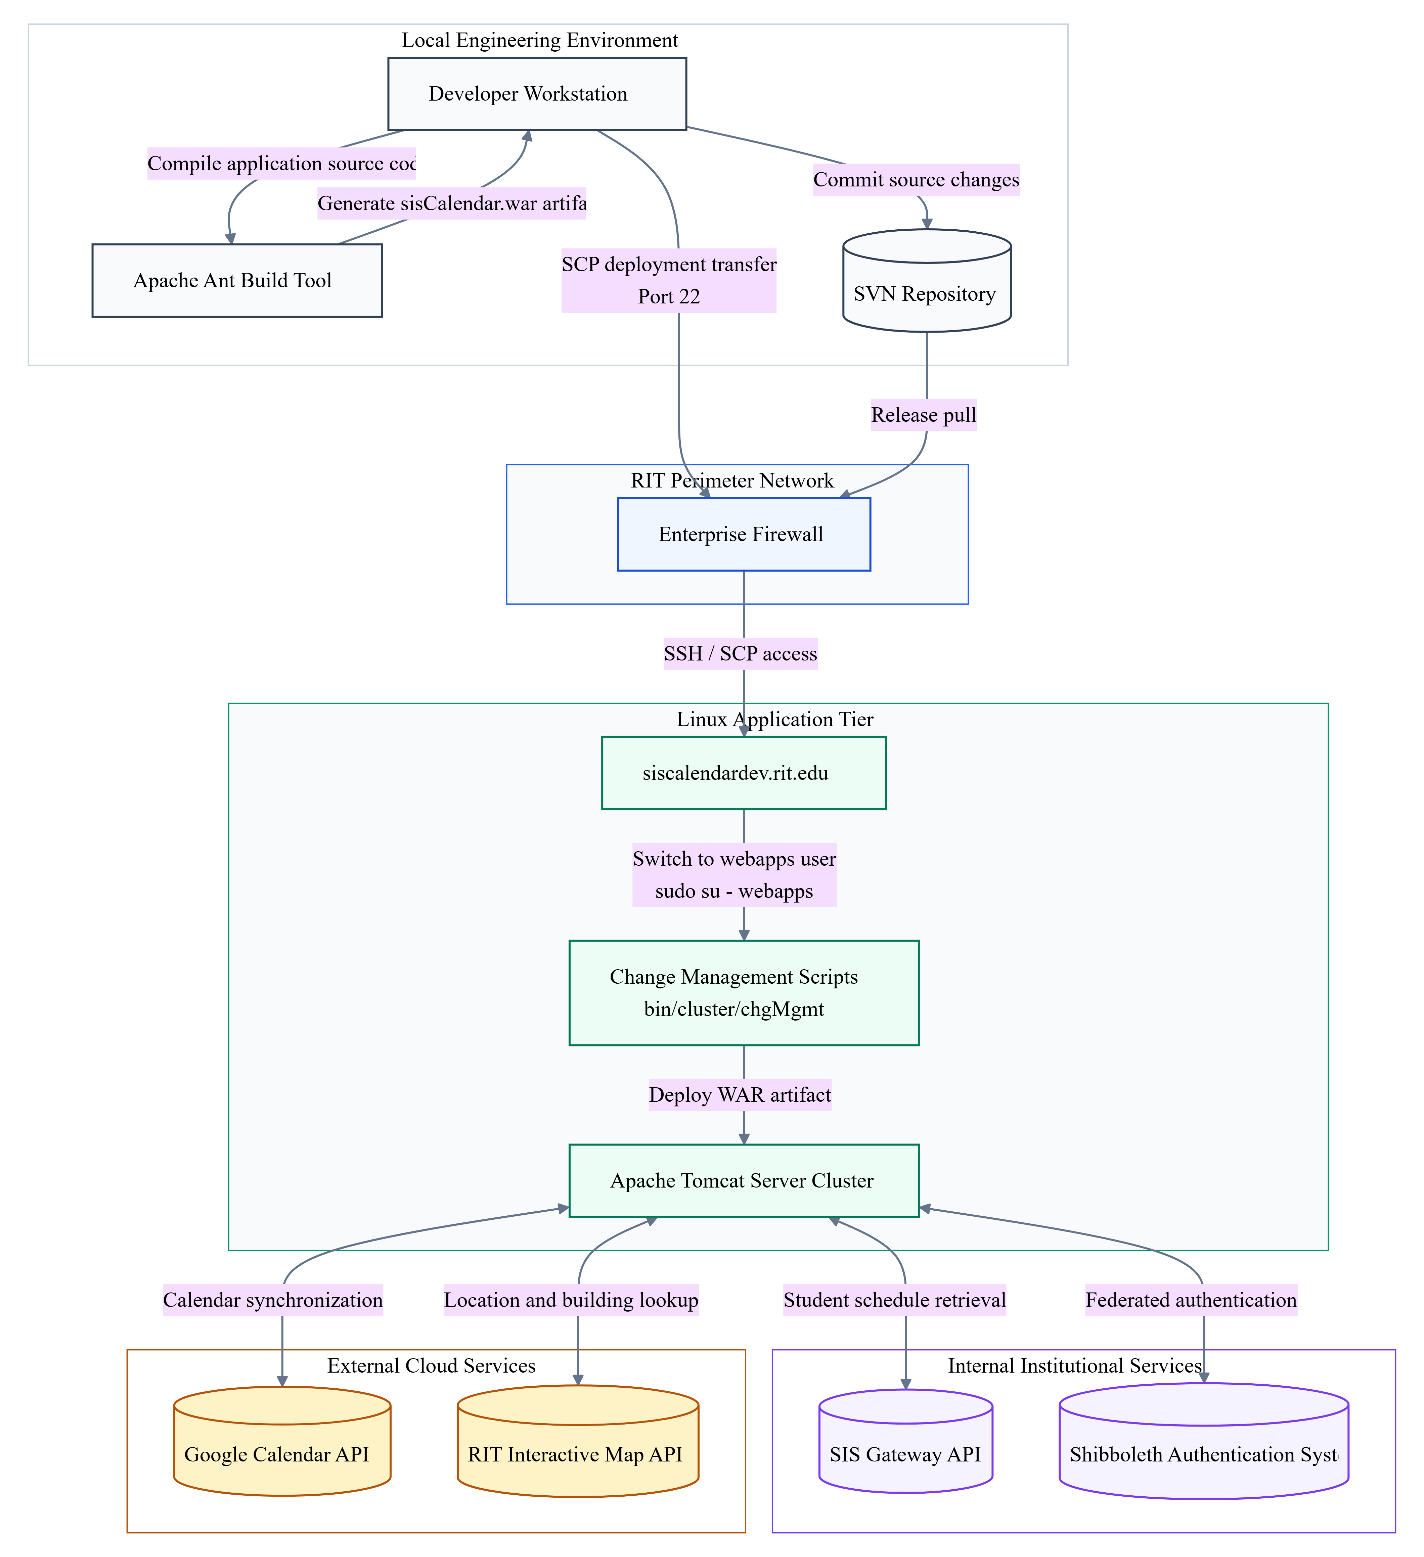 Local Engineering Environment
Developer Workstation
Compile application source cod
Commit source changes
Generate sisCalendar.war artifa
SCP deployment transfer
Port 22
Apache Ant Build Tool
SVN Repository
Release pull
RIT Perimeter Network
Enterprise Firewall
SSH / SCP access
Linux Application Tier
siscalendardev.rit.edu
Switch to webapps user
sudo su - webapps
Change Management Scripts
bin/cluster/chgMgmt
Deploy WAR artifact
Apache Tomcat Server Cluster
Calendar synchronization
Location and building lookup
Student schedule retrieval
Federated authentication
External Cloud Services
Internal Institutional Services
Google Calendar API
RIT Interactive Map API
SIS Gateway API
Shibboleth Authentication Syst